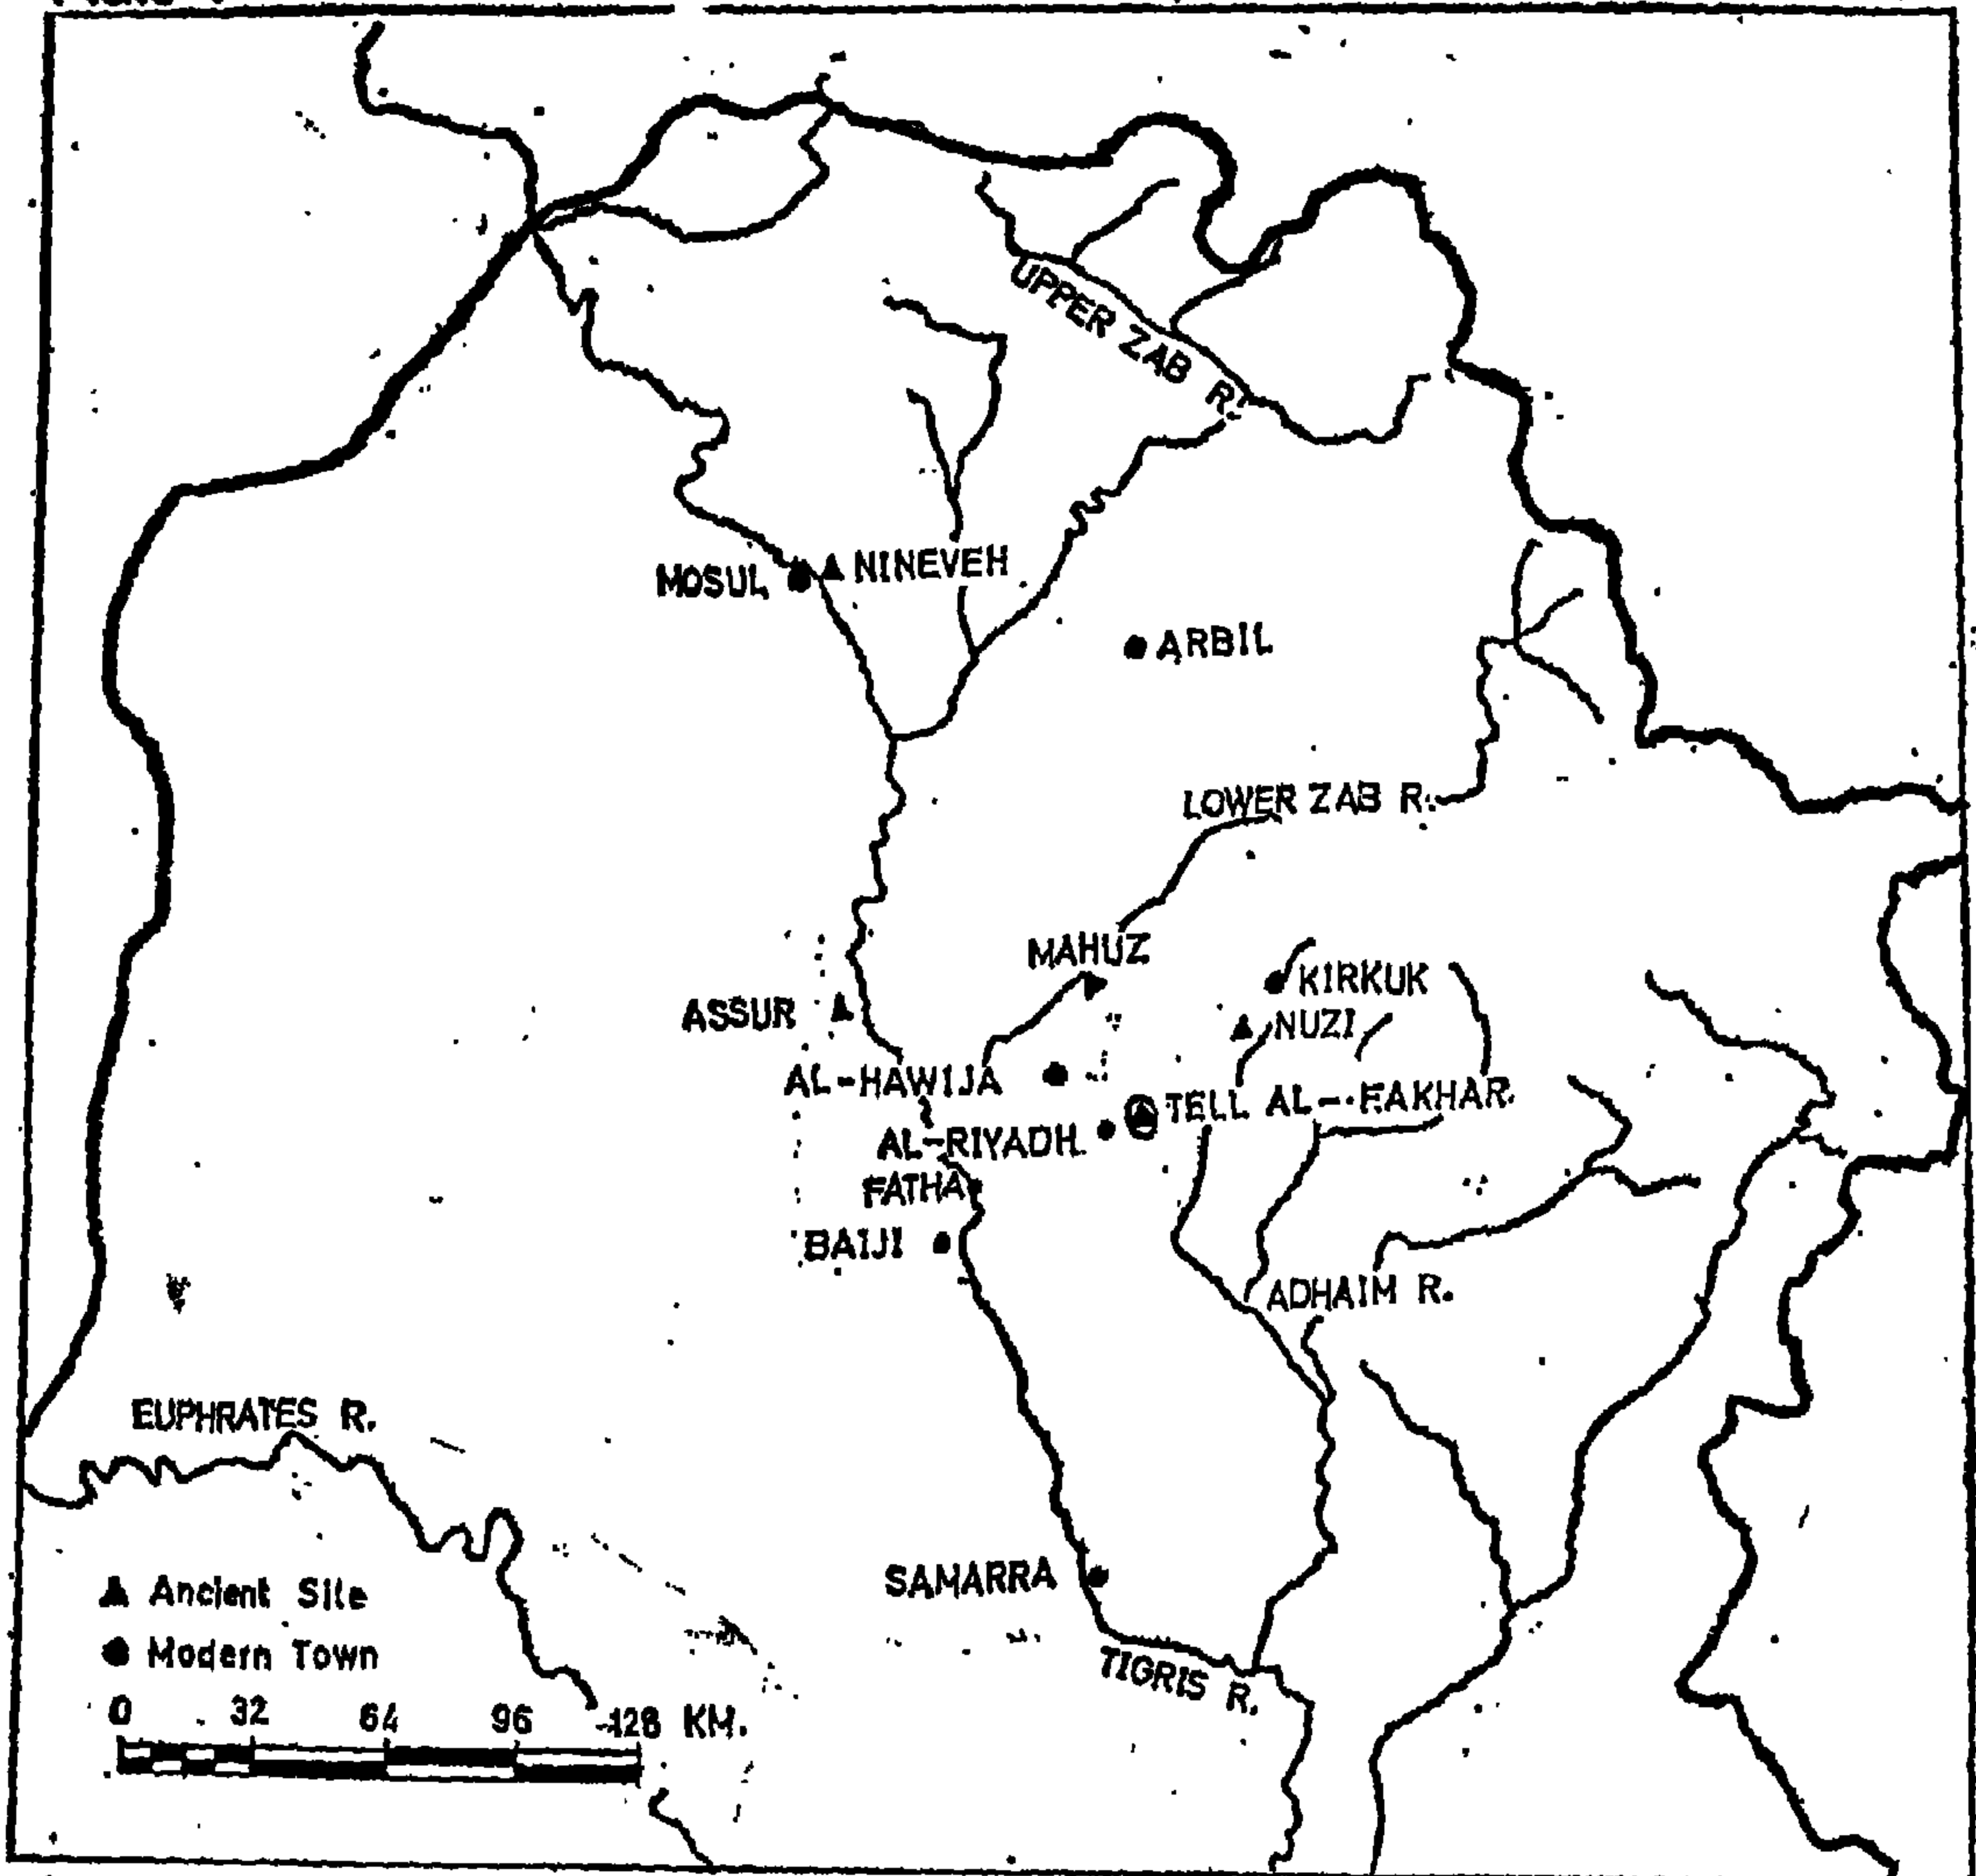 UPPER ZAB R.
MOSUL
NINEVEH
ARBIL
LOWER ZAB R.
MAHUZ
KIRKUK
ASSUR
NUZI
AL-HAWIJA
TELL AL-FAKHAR
AL-RIYADH
FATHA
BAIJI
ADHAIM R.
EUPHRATES R.
SAMARRA
Ancient Site
Modern Town
TIGRIS R.
0 32 64 96 128 KM.